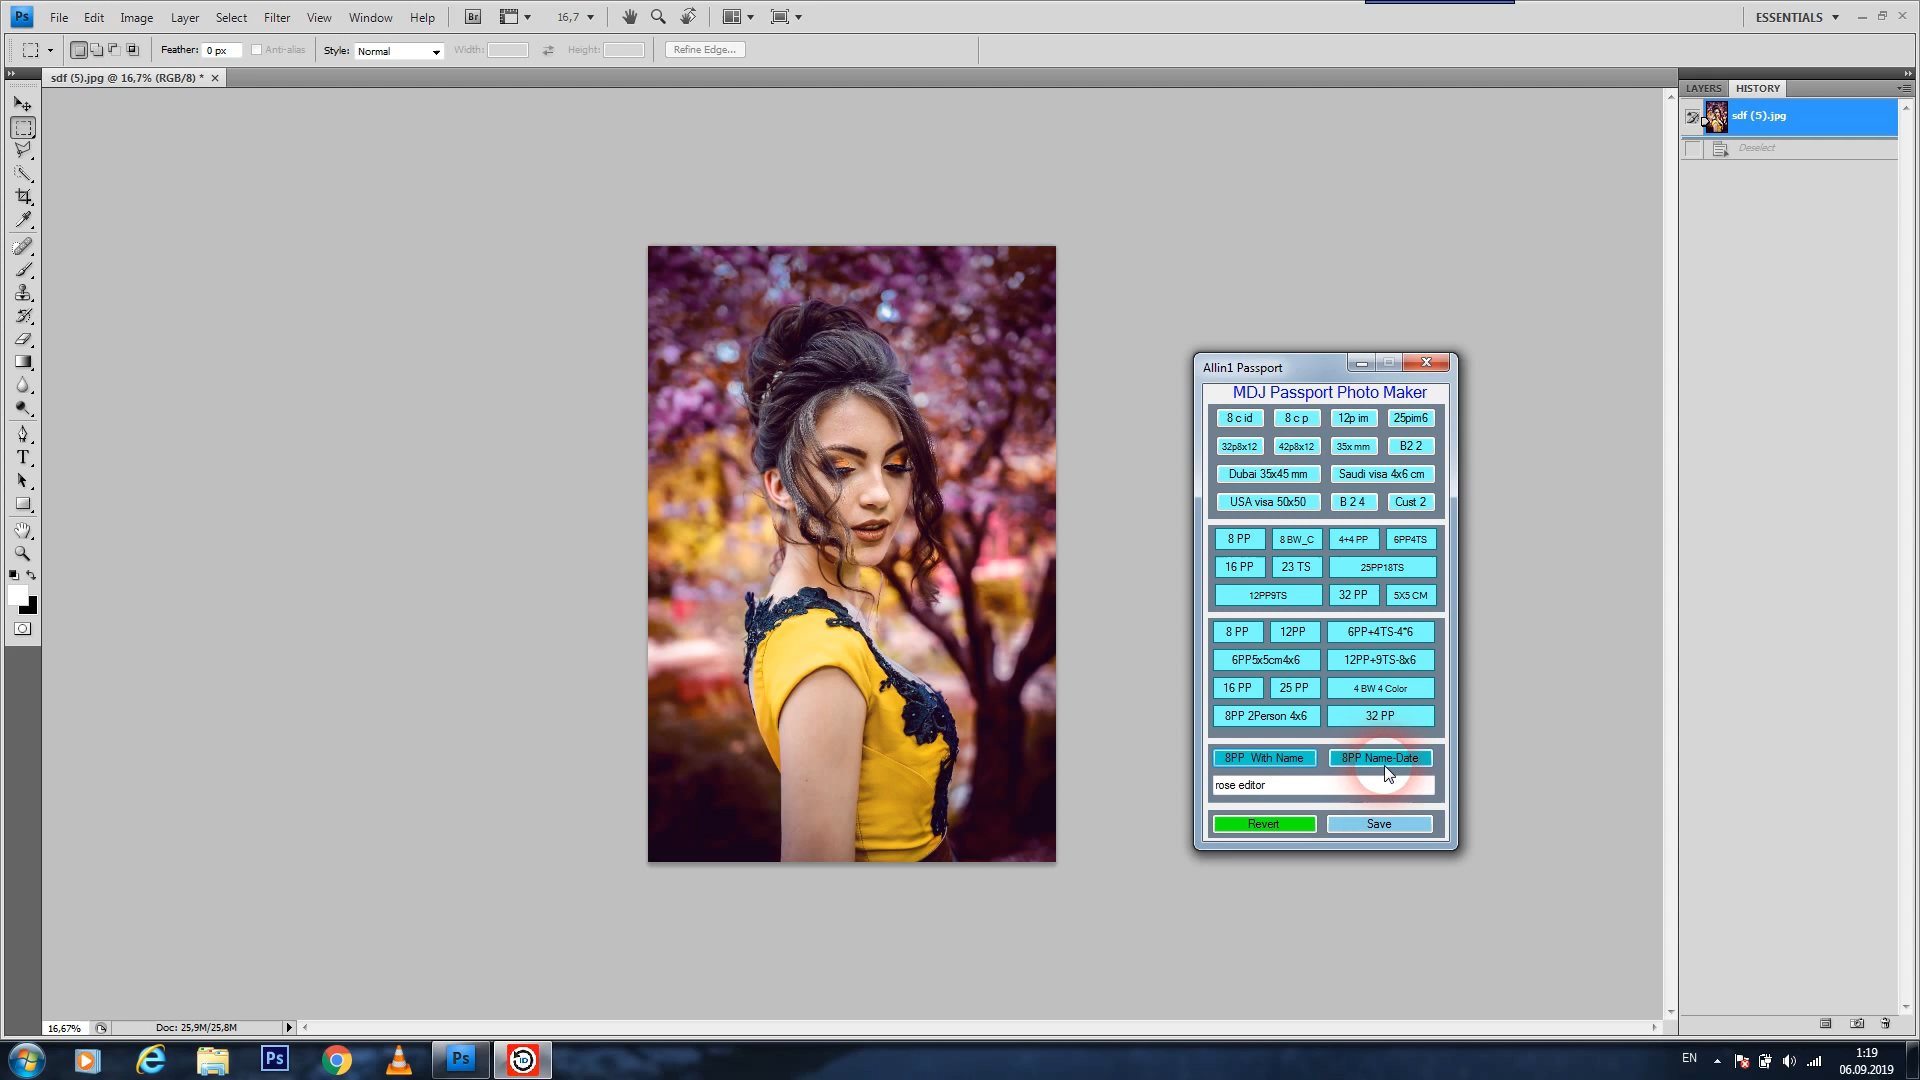 Ps File Edit Image Layer Select Filter View Window Help Br 16,7 ESSENTIALS
Feather: 0 px Anti-alias Style: Normal Width: Height: Refine Edge...
sdf (5).jpg @ 16,7% (RGB/8) *
LAYERS HISTORY
sdf (5).jpg
Deselect
T
Allin1 Passport
MDJ Passport Photo Maker
8 c id 8 c p 12p im 25pim6
32p8x12 42p8x12 35x mm B2 2
Dubai 35x45 mm Saudi visa 4x6 cm
USA visa 50x50 B 2 4 Cust 2
8 PP 8 BW_C 4+4 PP 6PP4TS
16 PP 23 TS 25PP18TS
12PP9TS 32 PP 5X5 CM
8 PP 12PP 6PP+4TS-4*6
6PP5x5cm4x6 12PP+9TS-8x6
16 PP 25 PP 4 BW 4 Color
8PP 2Person 4x6 32 PP
8PP With Name 8PP Name-Date
rose editor
Revert Save
16,67% Doc: 25,9M/25,8M
Ps Ps iD EN 1:19
06.09.2019